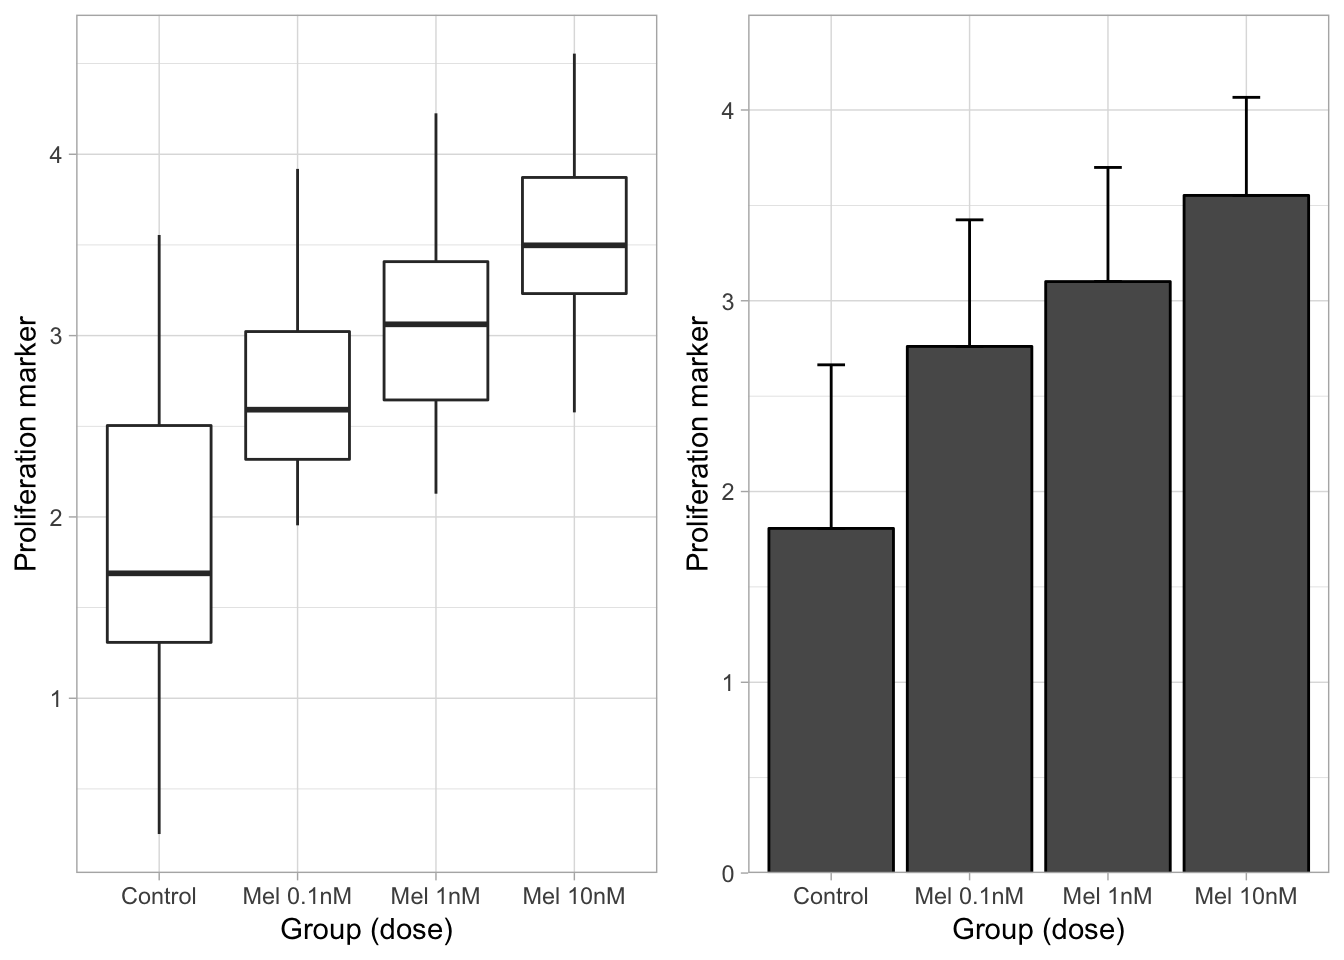 Proliferation marker
4
3
2
1
Control
Mel 0.1nM
Mel 1nM
Mel 10nM
Group (dose)
Proliferation marker
4
3
2
1
0
Control
Mel 0.1nM
Mel 1nM
Mel 10nM
Group (dose)